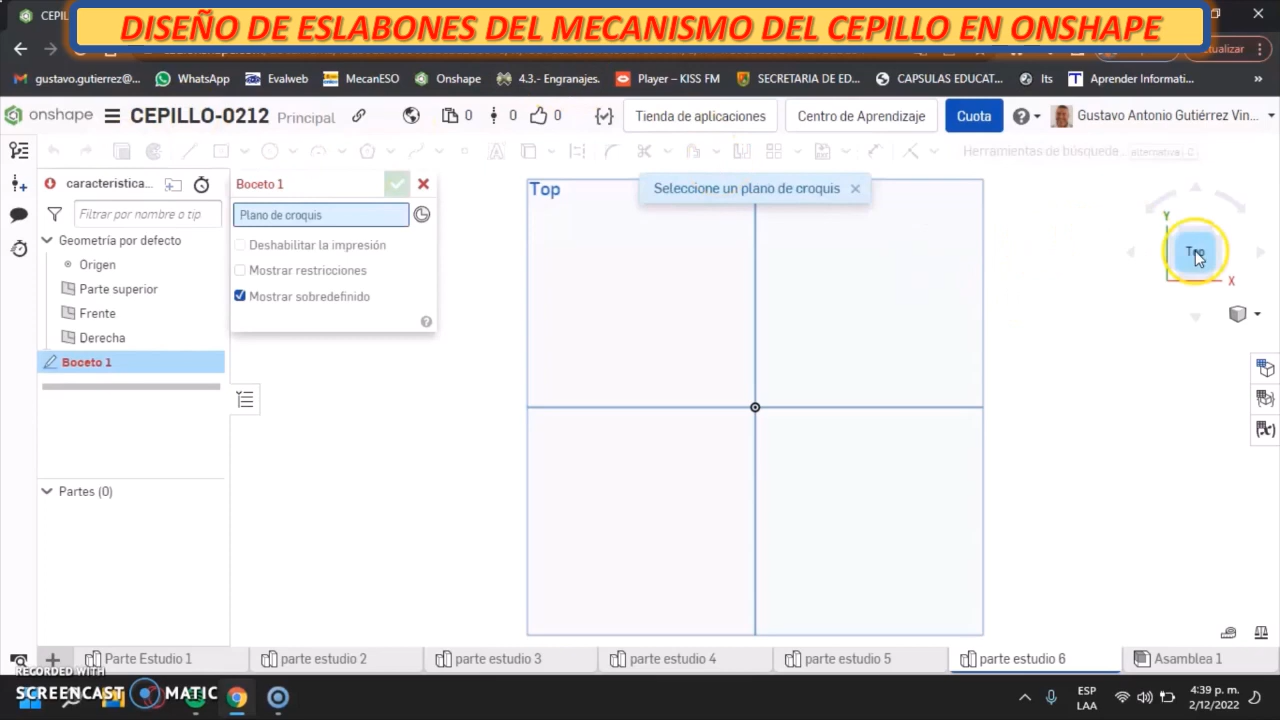 CEPIL
DISEÑO DE ESLABONES DEL MECANISMO DEL CEPILLO EN ONSHAPE
ctualizar
gustavo.gutierrez@...
WhatsApp
Evalweb
MecanESO
Onshape
4.3.- Engranajes.
Player – KISS FM
SECRETARIA DE ED...
CAPSULAS EDUCAT...
Its
Aprender Informati...
»
onshape
CEPILLO-0212 Principal
0
0
0
Tienda de aplicaciones
Centro de Aprendizaje
Cuota
Gustavo Antonio Gutiérrez Vin...
Herramientas de búsqueda...
caracteristica...
Filtrar por nombre o tip
Geometría por defecto
Origen
Parte superior
Frente
Derecha
Boceto 1
Partes (0)
Boceto 1
Plano de croquis
Deshabilitar la impresión
Mostrar restricciones
Mostrar sobredefinido
Top
Seleccione un plano de croquis
Y
Top
X
Parte Estudio 1
parte estudio 2
parte estudio 3
parte estudio 4
parte estudio 5
parte estudio 6
Asamblea 1
RECORDED WITH
SCREENCAST MATIC
ESP
LAA
4:39 p. m.
2/12/2022